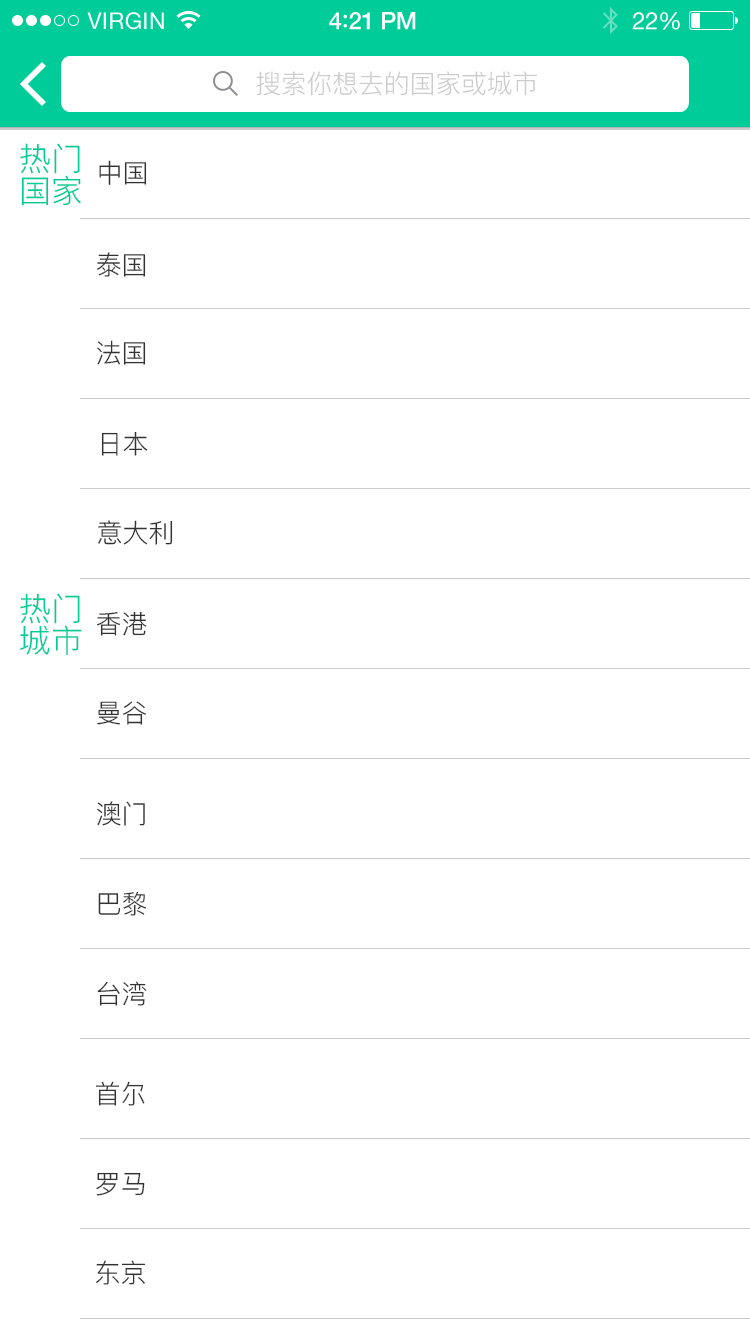 VIRGIN 4:21 PM 22%
搜索你想去的国家或城市
热门
国家
中国
泰国
法国
日本
意大利
热门
城市
香港
曼谷
澳门
巴黎
台湾
首尔
罗马
东京